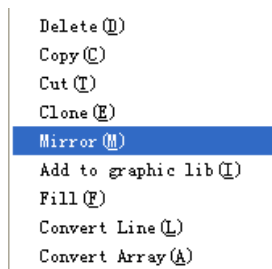 Delete(D)
Copy(C)
Cut(T)
Clone(E)
Mirror(M)
Add to graphic lib(I)
Fill(F)
Convert Line(L)
Convert Array(A)